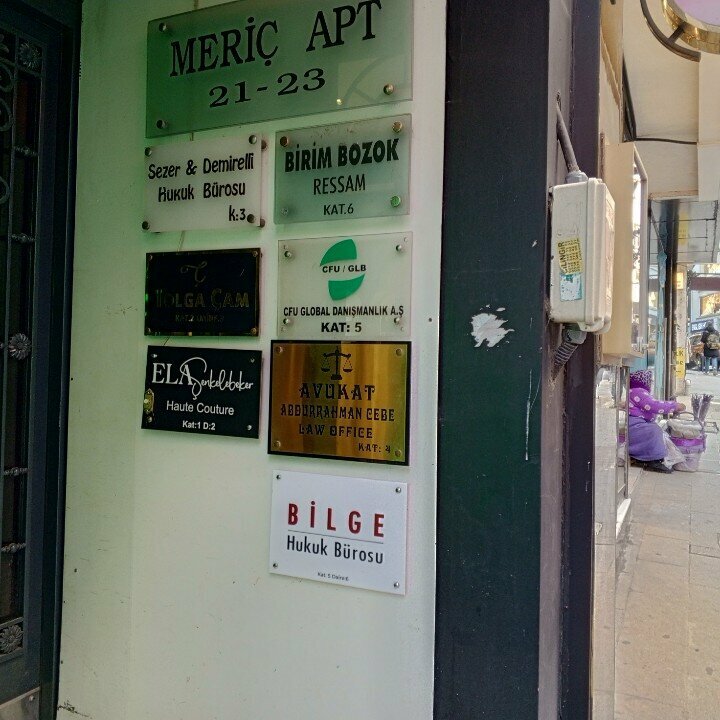 MERİÇ APT
21-23
Sezer & Demirelli
Hukuk Bürosu
k:3
BİRİM BOZOK
RESSAM
KAT.6
TOLGA ÇAM
CFU / GLB
CFU GLOBAL DANIŞMANLIK A.Ş
KAT: 5
ELA Şenkelebeker
Haute Couture
Kat:1 D:2
AVUKAT
ABDURRAHMAN CEBE
LAW OFFICE
KAT: 4
BİLGE
Hukuk Bürosu